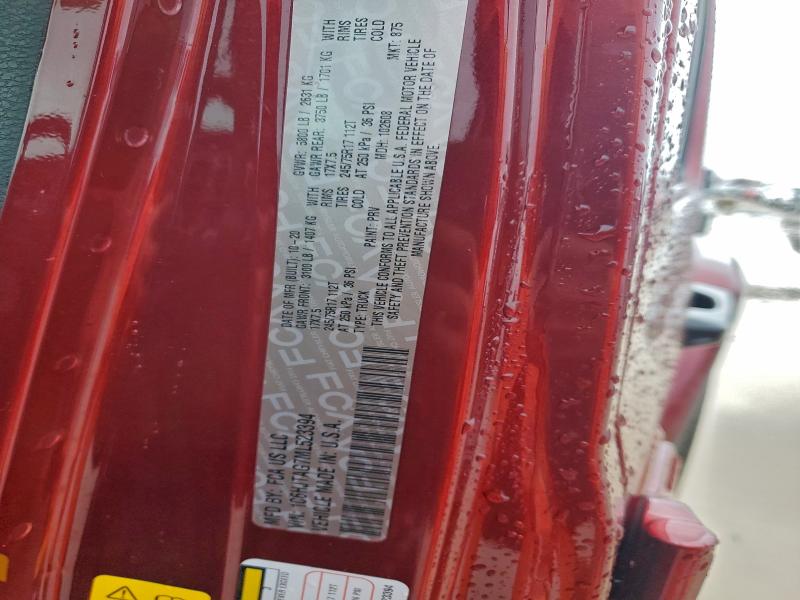 MFD BY: FCA US LLC
VIN: 1C6HJTAG7ML523394
VEHICLE MADE IN: U.S.A.
DATE OF MFR (BUILT): 10-20
GAWR FRONT: 3100 LB / 1407 KG WITH
17X7.5 RIMS
245/75R17 112T TIRES
AT 250 kPa / 36 PSI COLD
TYPE: TRUCK PAINT: PRV
GVWR: 5800 LB / 2631 KG
GAWR REAR: 3750 LB / 1701 KG WITH
17X7.5 RIMS
245/75R17 112T TIRES
AT 250 kPa / 36 PSI COLD
MDH: 102608 MKT: 875
THIS VEHICLE CONFORMS TO ALL APPLICABLE U.S.A. FEDERAL MOTOR VEHICLE
SAFETY AND THEFT PREVENTION STANDARDS IN EFFECT ON THE DATE OF
MANUFACTURE SHOWN ABOVE.